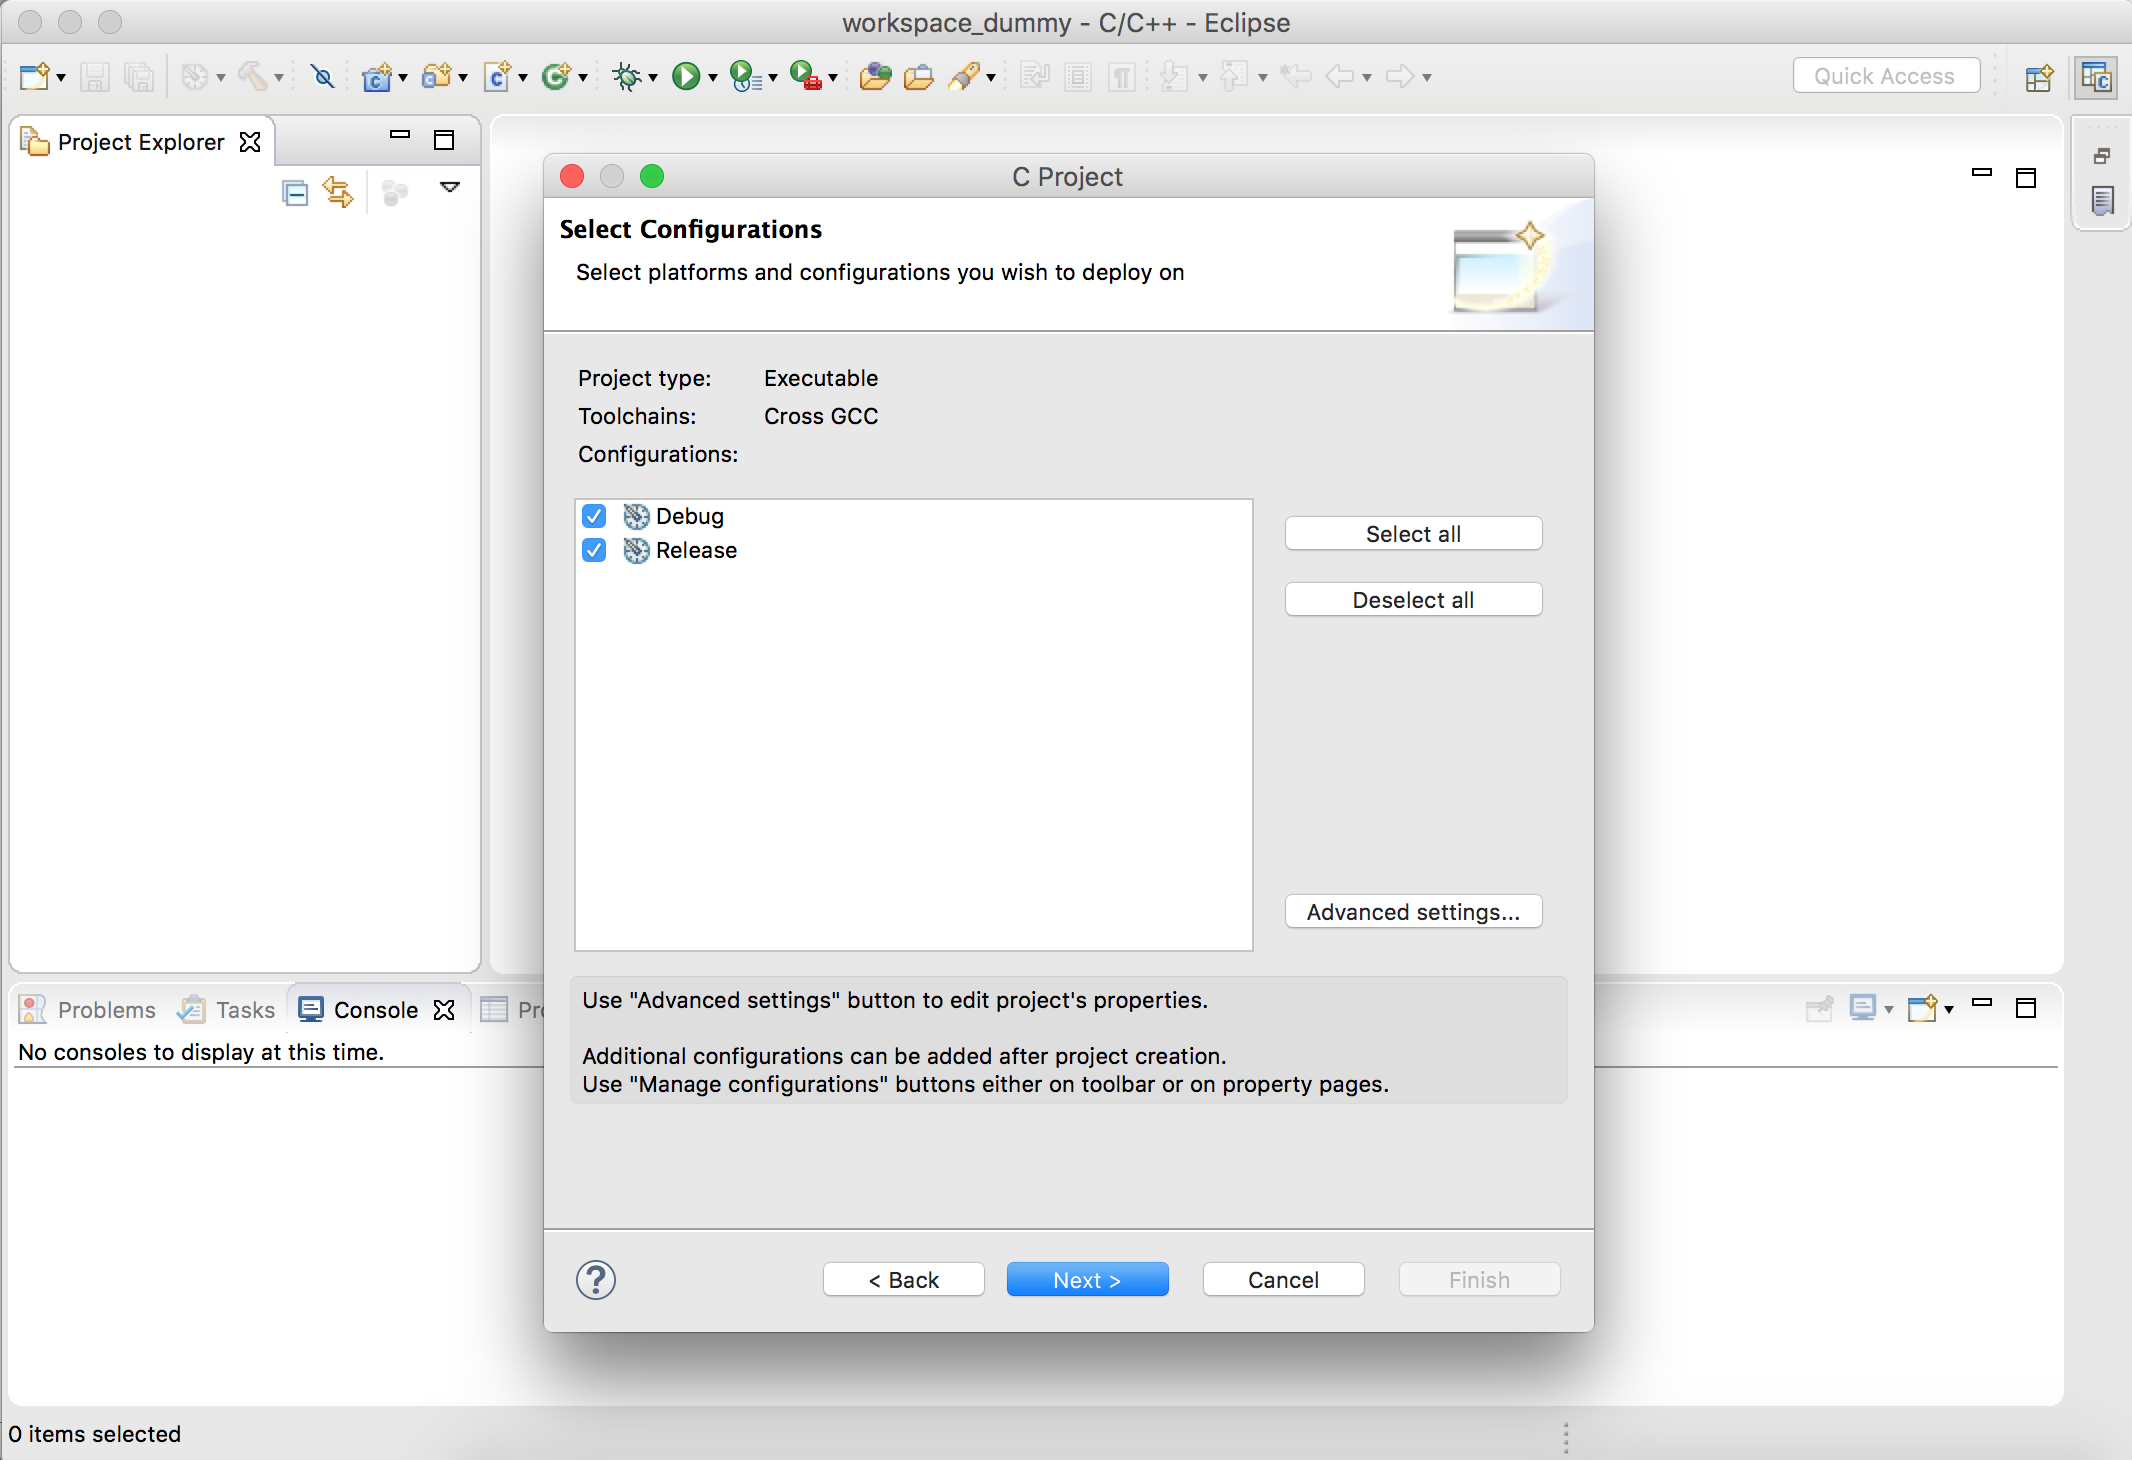 workspace_dummy - C/C++ - Eclipse
Quick Access
Project Explorer
C Project
Select Configurations
Select platforms and configurations you wish to deploy on
Project type: Executable
Toolchains: Cross GCC
Configurations:
Debug
Release
Select all
Deselect all
Advanced settings...
Use "Advanced settings" button to edit project's properties.
Additional configurations can be added after project creation.
Use "Manage configurations" buttons either on toolbar or on property pages.
< Back Next > Cancel Finish
Problems Tasks Console
No consoles to display at this time.
0 items selected